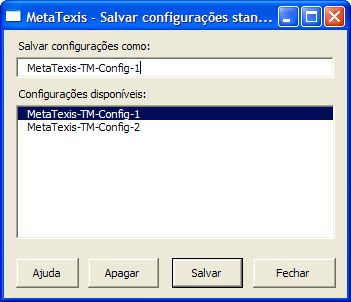 MetaTexis - Salvar configurações stan...
Salvar configurações como:
MetaTexis-TM-Config-1
Configurações disponíveis:
MetaTexis-TM-Config-1
MetaTexis-TM-Config-2
Ajuda Apagar Salvar Fechar